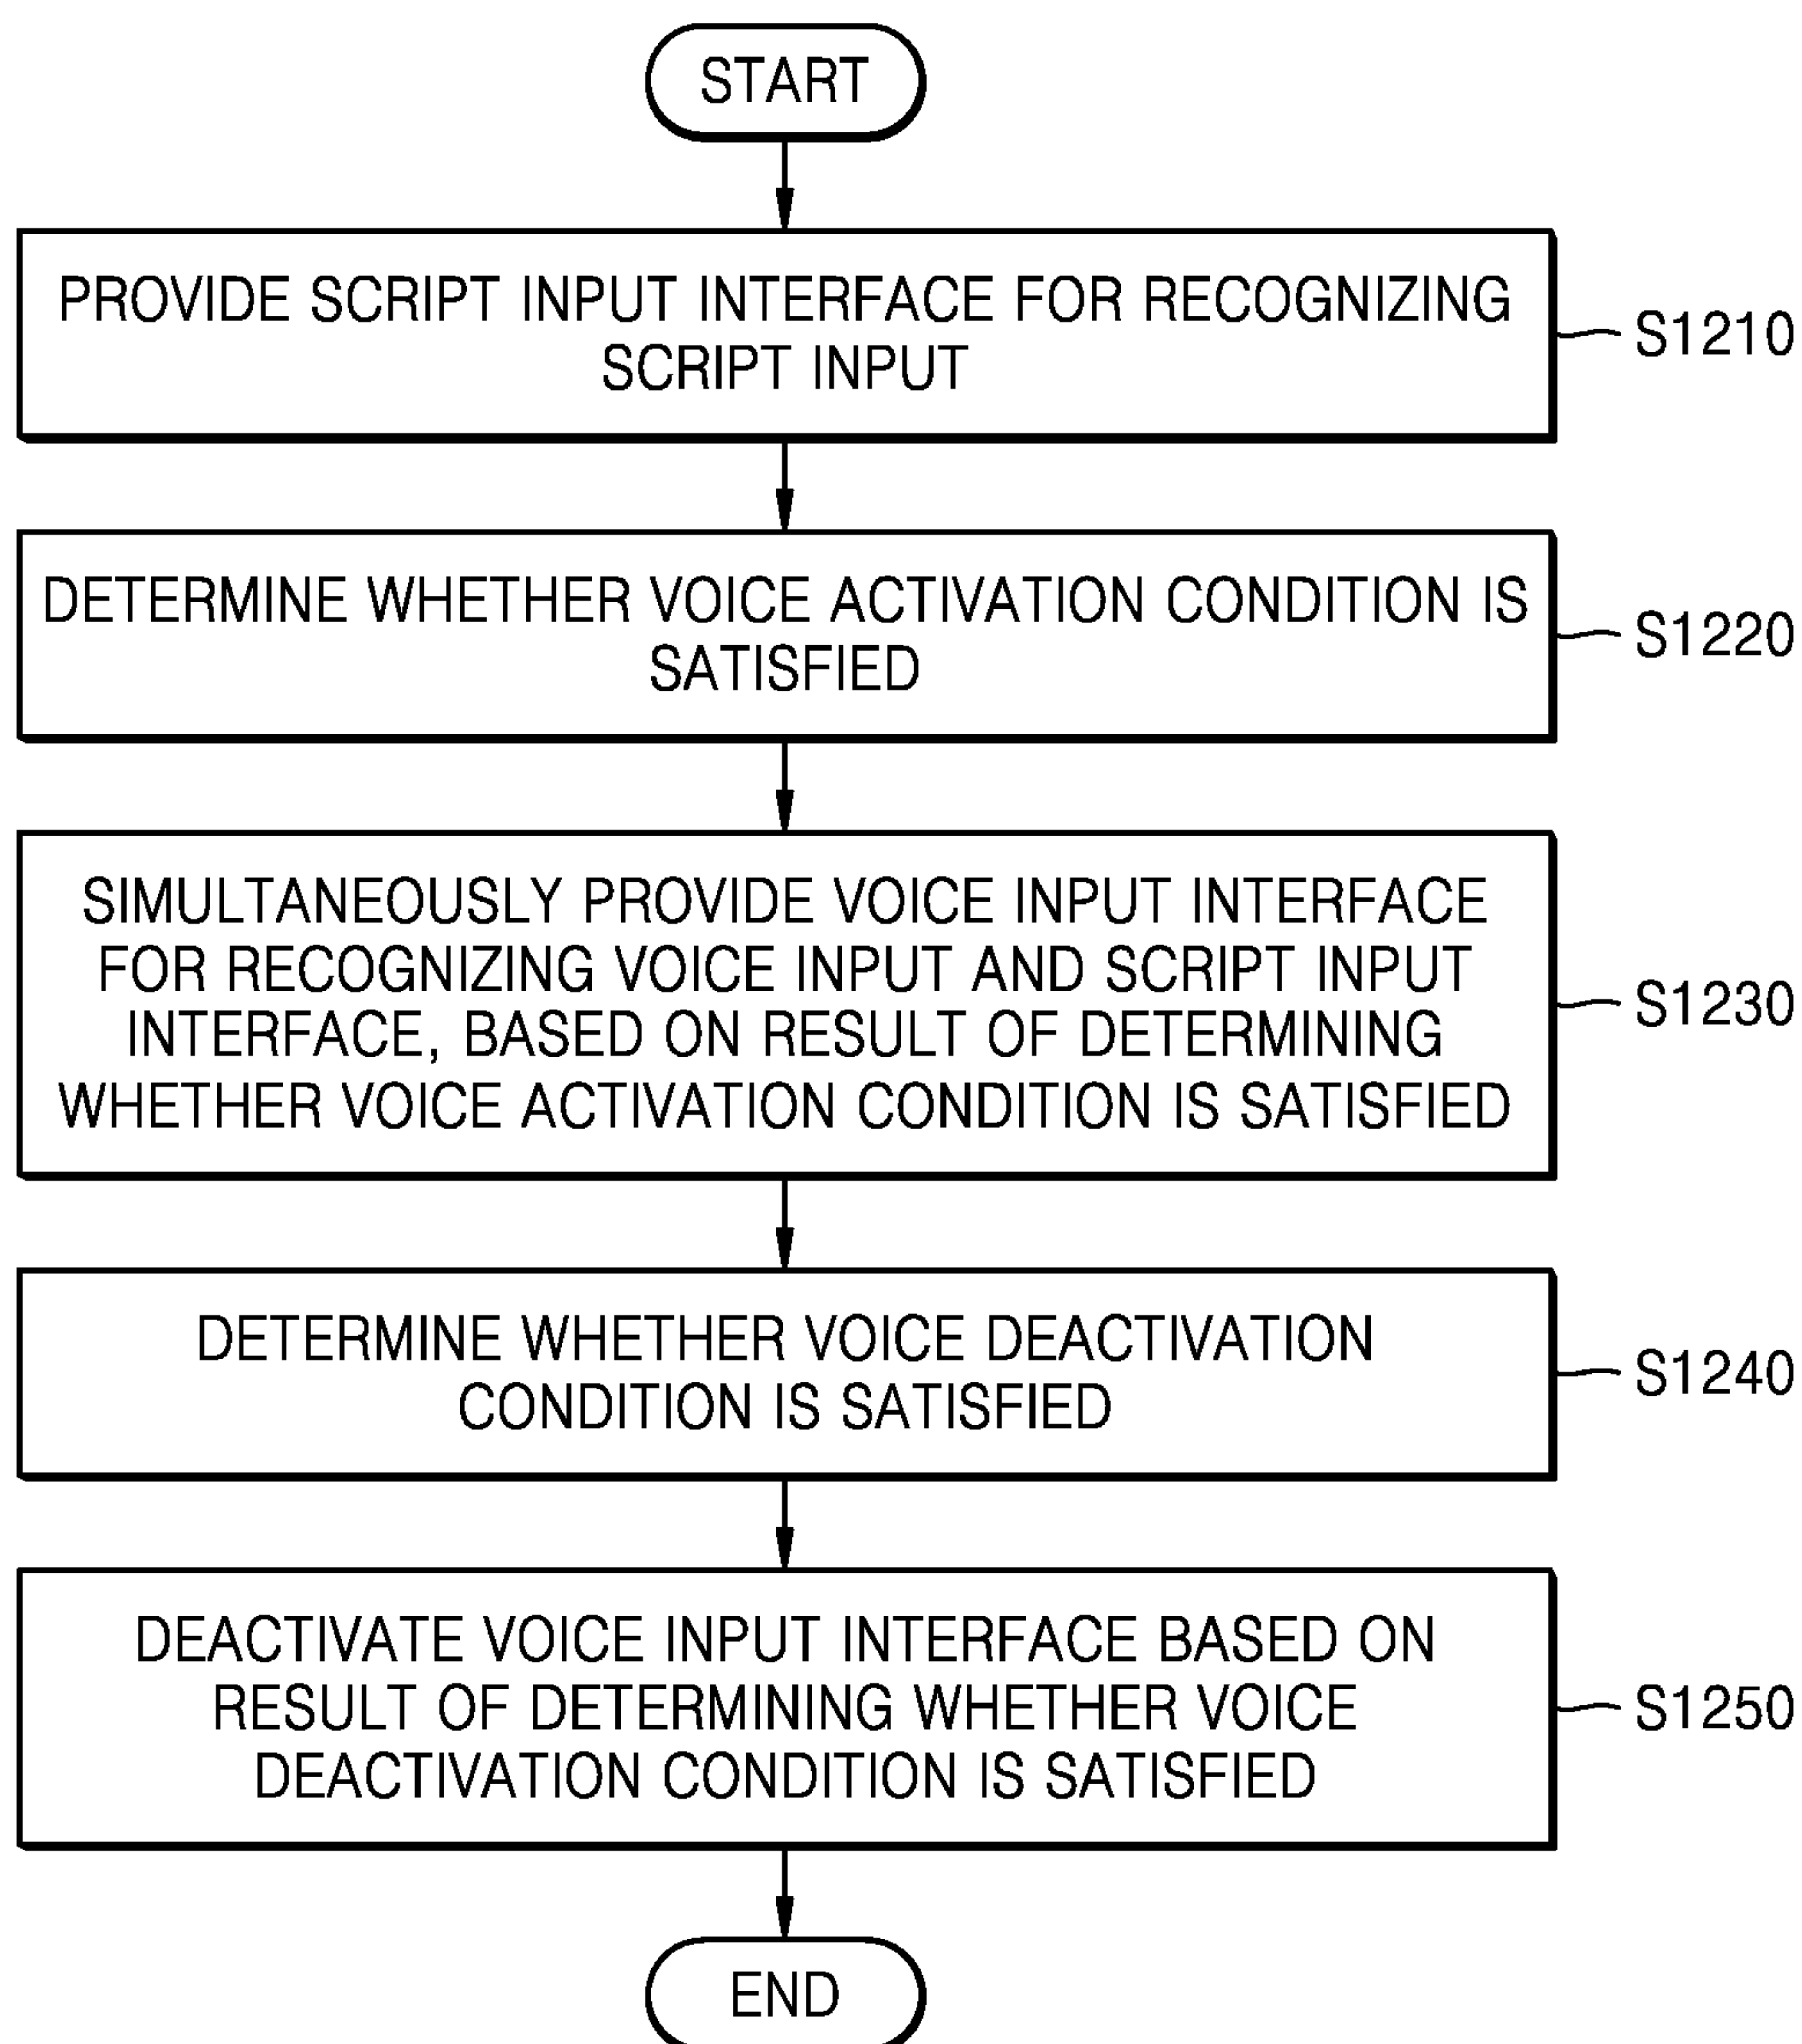 START
PROVIDE SCRIPT INPUT INTERFACE FOR RECOGNIZING
SCRIPT INPUT
S1210
DETERMINE WHETHER VOICE ACTIVATION CONDITION IS
SATISFIED
S1220
SIMULTANEOUSLY PROVIDE VOICE INPUT INTERFACE
FOR RECOGNIZING VOICE INPUT AND SCRIPT INPUT
INTERFACE, BASED ON RESULT OF DETERMINING
WHETHER VOICE ACTIVATION CONDITION IS SATISFIED
S1230
DETERMINE WHETHER VOICE DEACTIVATION
CONDITION IS SATISFIED
S1240
DEACTIVATE VOICE INPUT INTERFACE BASED ON
RESULT OF DETERMINING WHETHER VOICE
DEACTIVATION CONDITION IS SATISFIED
S1250
END